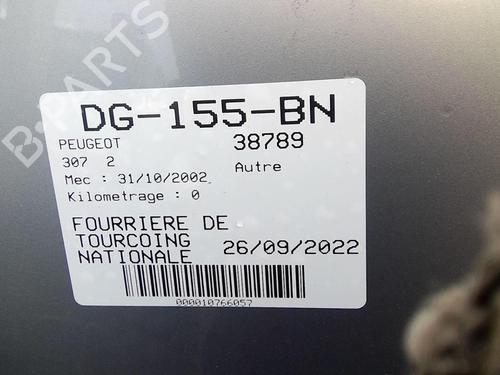 B-PARTS
DG-155-BN
PEUGEOT 38789
307 2 Autre
Mec : 31/10/2002
Kilometrage : 0
FOURRIERE DE
TOURCOING
NATIONALE 26/09/2022
000010766057